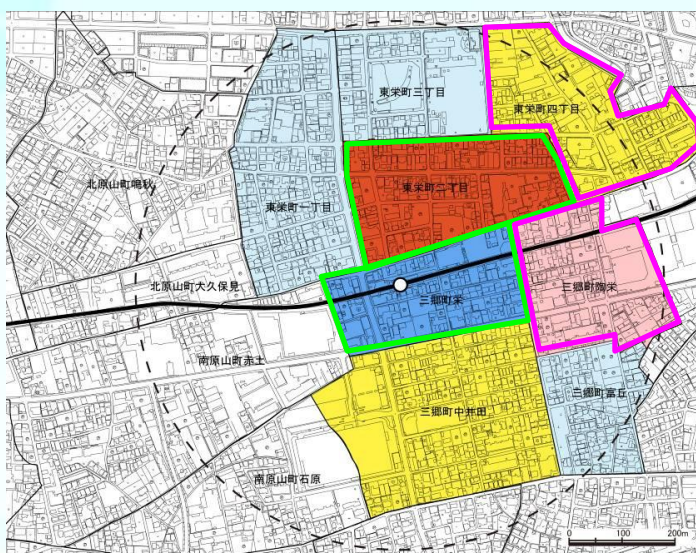 東栄町三丁目
東栄町四丁目
北原山町鳴秋
東栄町二丁目
東栄町一丁目
北原山町大久保見
三郷町栄
三郷町陶栄
南原山町赤土
三郷町富丘
三郷町中井田
南原山町石原
0 100 200m